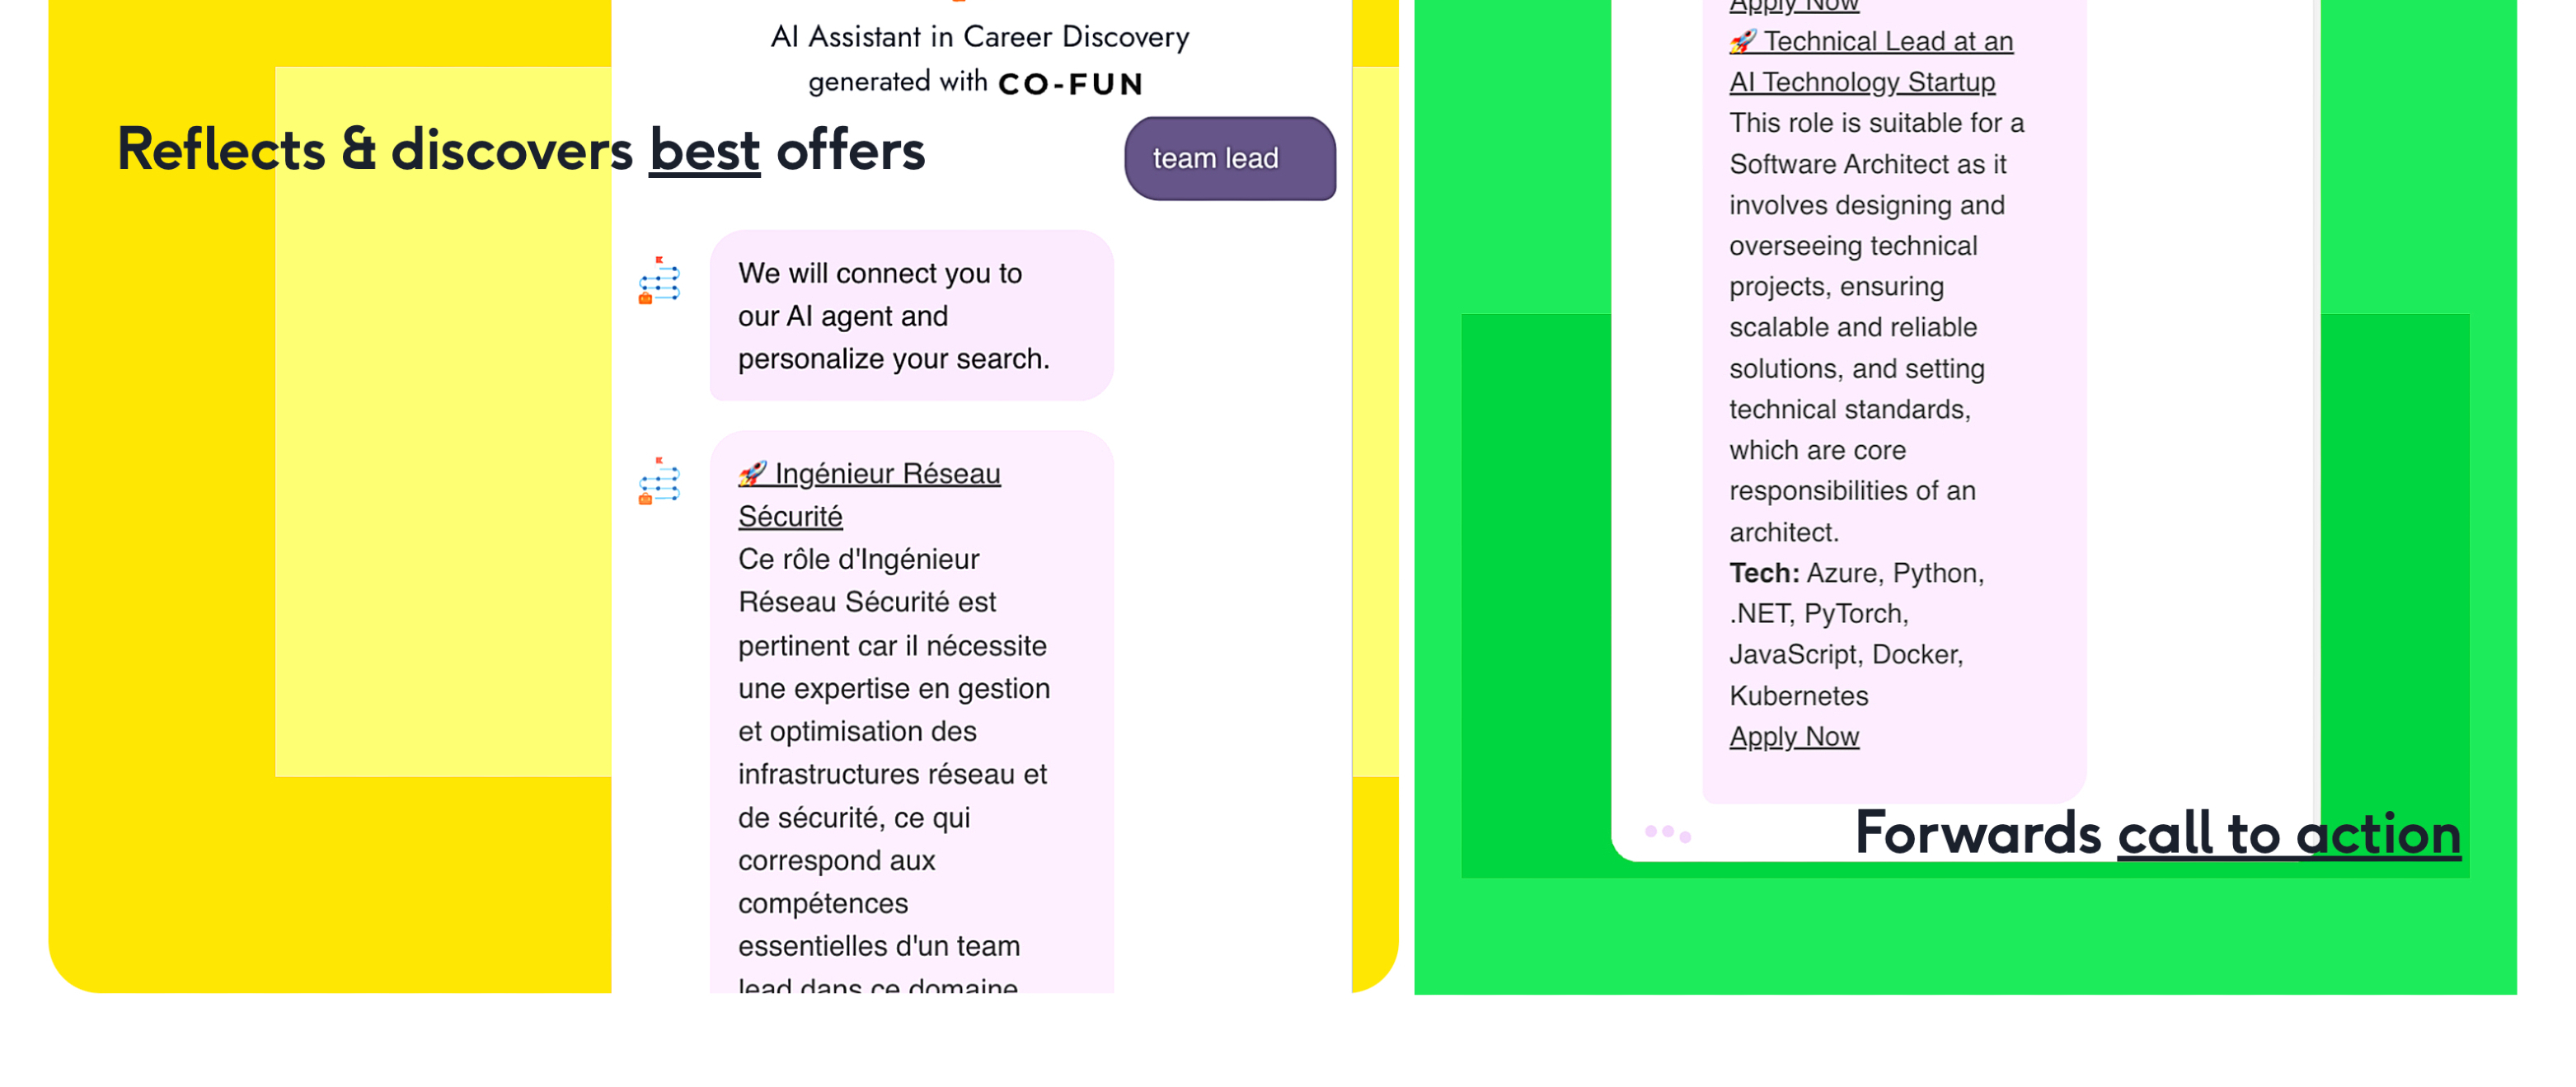 AI Assistant in Career Discovery
generated with CO-FUN
Reflects & discovers best offers
team lead
We will connect you to
our AI agent and
personalize your search.
🚀 Ingénieur Réseau
Sécurité
Ce rôle d'Ingénieur
Réseau Sécurité est
pertinent car il nécessite
une expertise en gestion
et optimisation des
infrastructures réseau et
de sécurité, ce qui
correspond aux
compétences
essentielles d'un team
lead dans ce domaine
Apply Now
🚀 Technical Lead at an
AI Technology Startup
This role is suitable for a
Software Architect as it
involves designing and
overseeing technical
projects, ensuring
scalable and reliable
solutions, and setting
technical standards,
which are core
responsibilities of an
architect.
Tech: Azure, Python,
.NET, PyTorch,
JavaScript, Docker,
Kubernetes
Apply Now
Forwards call to action